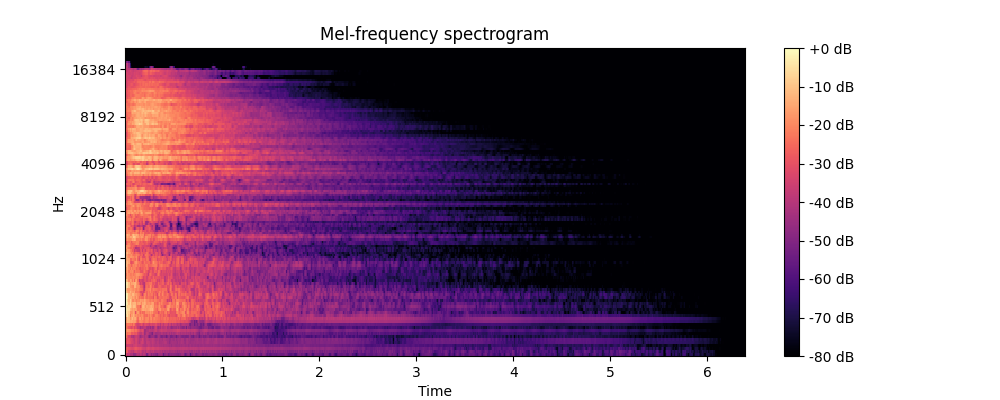 Mel-frequency spectrogram
Hz
16384
8192
4096
2048
1024
512
0
0 1 2 3 4 5 6
Time
+0 dB
-10 dB
-20 dB
-30 dB
-40 dB
-50 dB
-60 dB
-70 dB
-80 dB